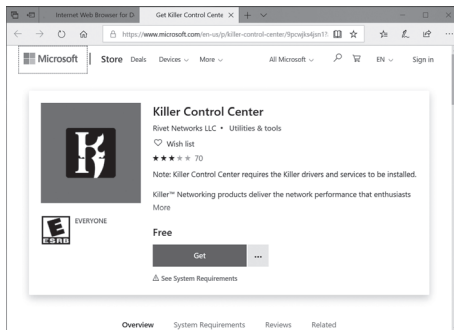 Internet Web Browser for D
Get Killer Control Cente
https://www.microsoft.com/en-us/p/killer-control-center/
Microsoft Store Deals Devices More All Microsoft EN Sign in
Killer Control Center
Rivet Networks LLC • Utilities & tools
Wish list
70
Note: Killer Control Center requires the Killer drivers and services to be installed.
Killer™ Networking products deliver the network performance that enthusiasts
More
Free
Get ...
See System Requirements
E
ESRB
EVERYONE
Overview System Requirements Reviews Related